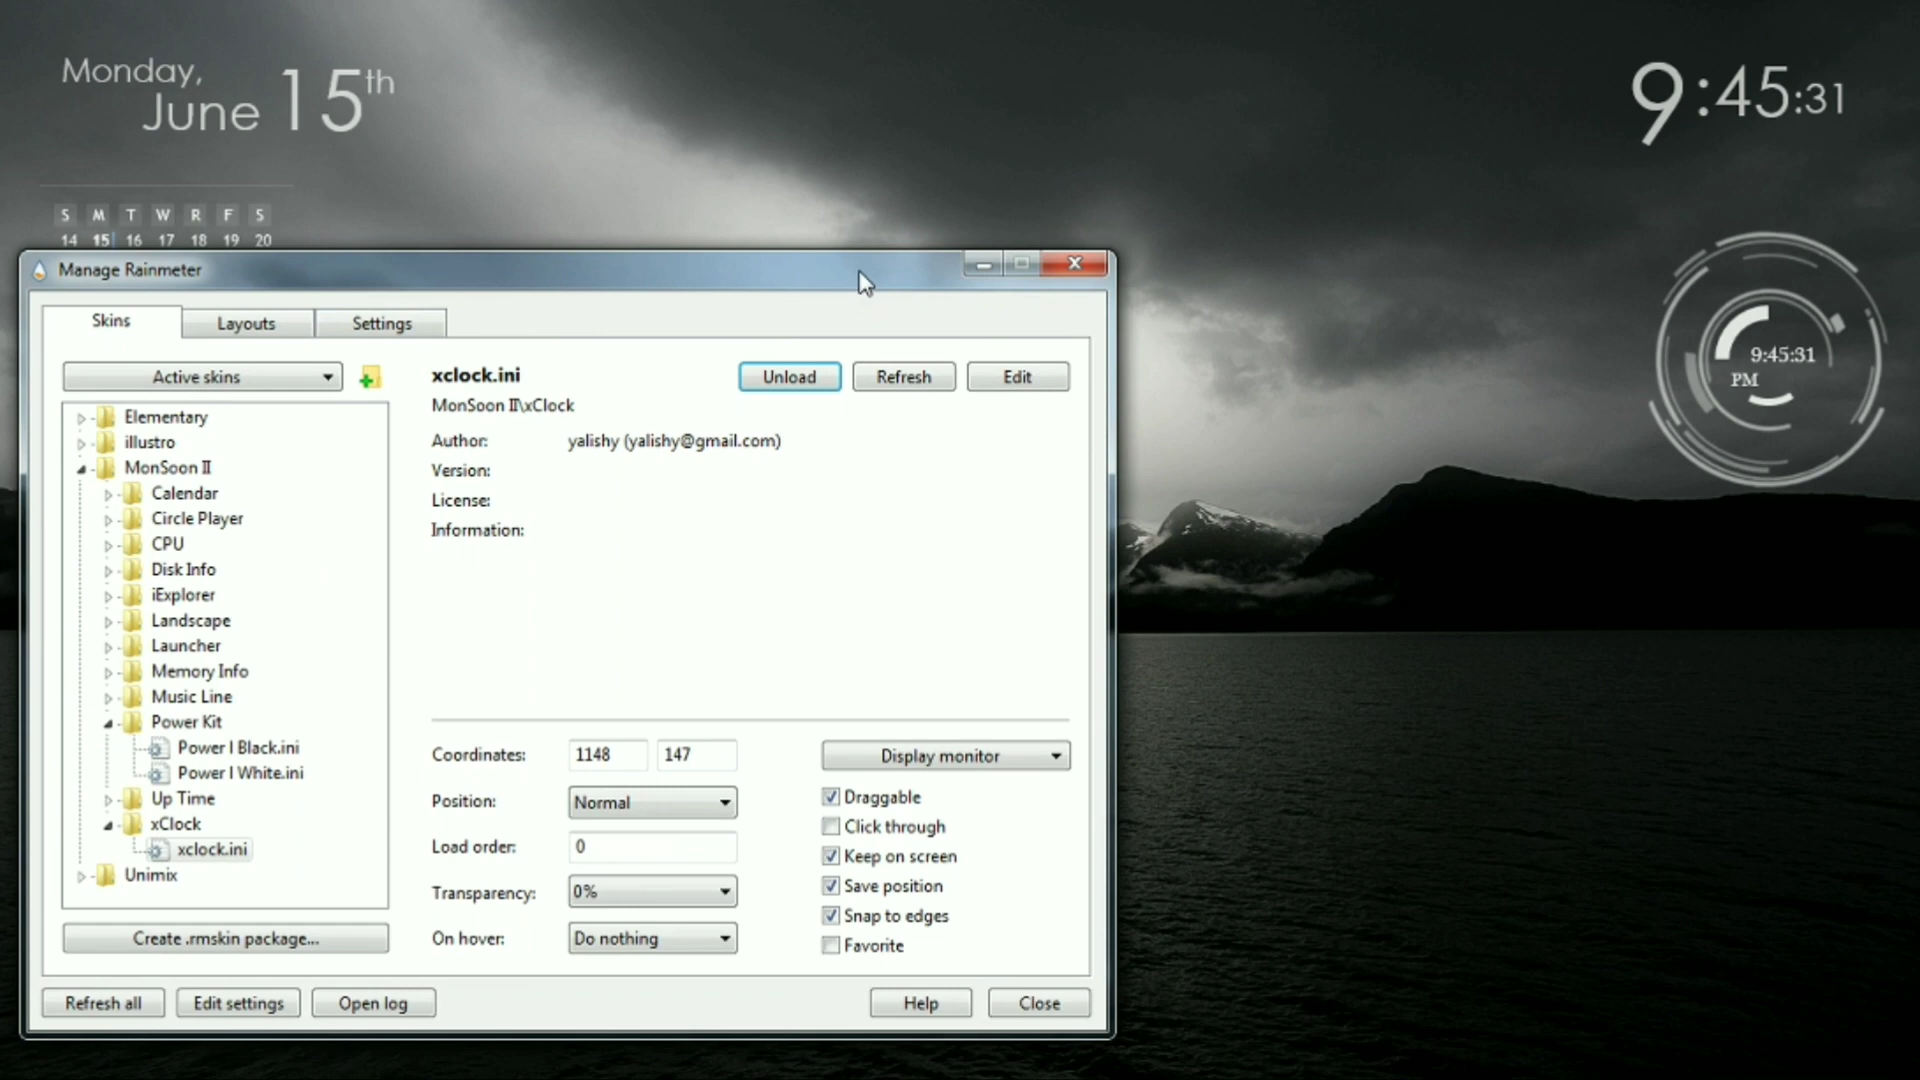 Monday,
June 15th
9:45:31
S M T W R F S
14 15 16 17 18 19 20
Manage Rainmeter
Skins Layouts Settings
Active skins
xclock.ini
Unload Refresh Edit
MonSoon II\xClock
Author: yalishy (yalishy@gmail.com)
Version:
License:
Information:
Elementary
illustro
MonSoon II
Calendar
Circle Player
CPU
Disk Info
iExplorer
Landscape
Launcher
Memory Info
Music Line
Power Kit
Power I Black.ini
Power I White.ini
Up Time
xClock
xclock.ini
Unimix
Create .rmskin package...
Coordinates: 1148 147
Position: Normal
Load order: 0
Transparency: 0%
On hover: Do nothing
Display monitor
Draggable
Click through
Keep on screen
Save position
Snap to edges
Favorite
Refresh all Edit settings Open log Help Close
9:45:31
PM